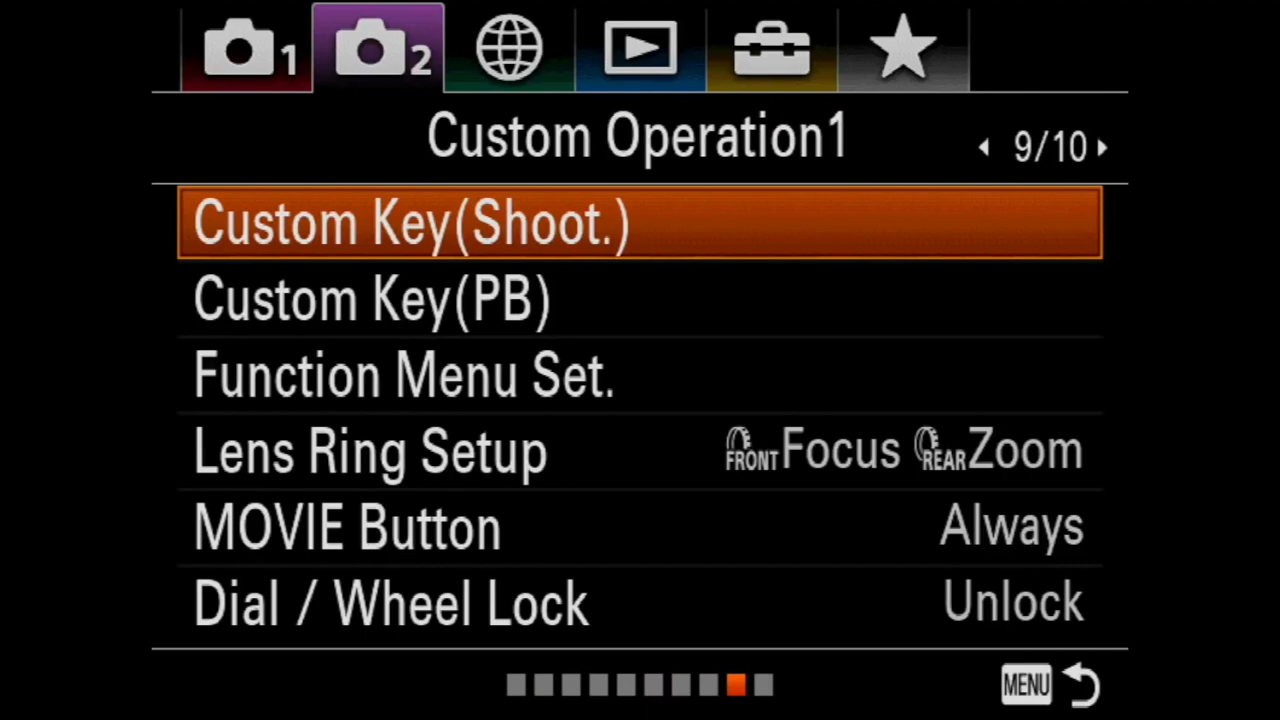 1 2
Custom Operation1 9/10
Custom Key(Shoot.)
Custom Key(PB)
Function Menu Set.
Lens Ring Setup FRONT Focus REAR Zoom
MOVIE Button Always
Dial / Wheel Lock Unlock
MENU